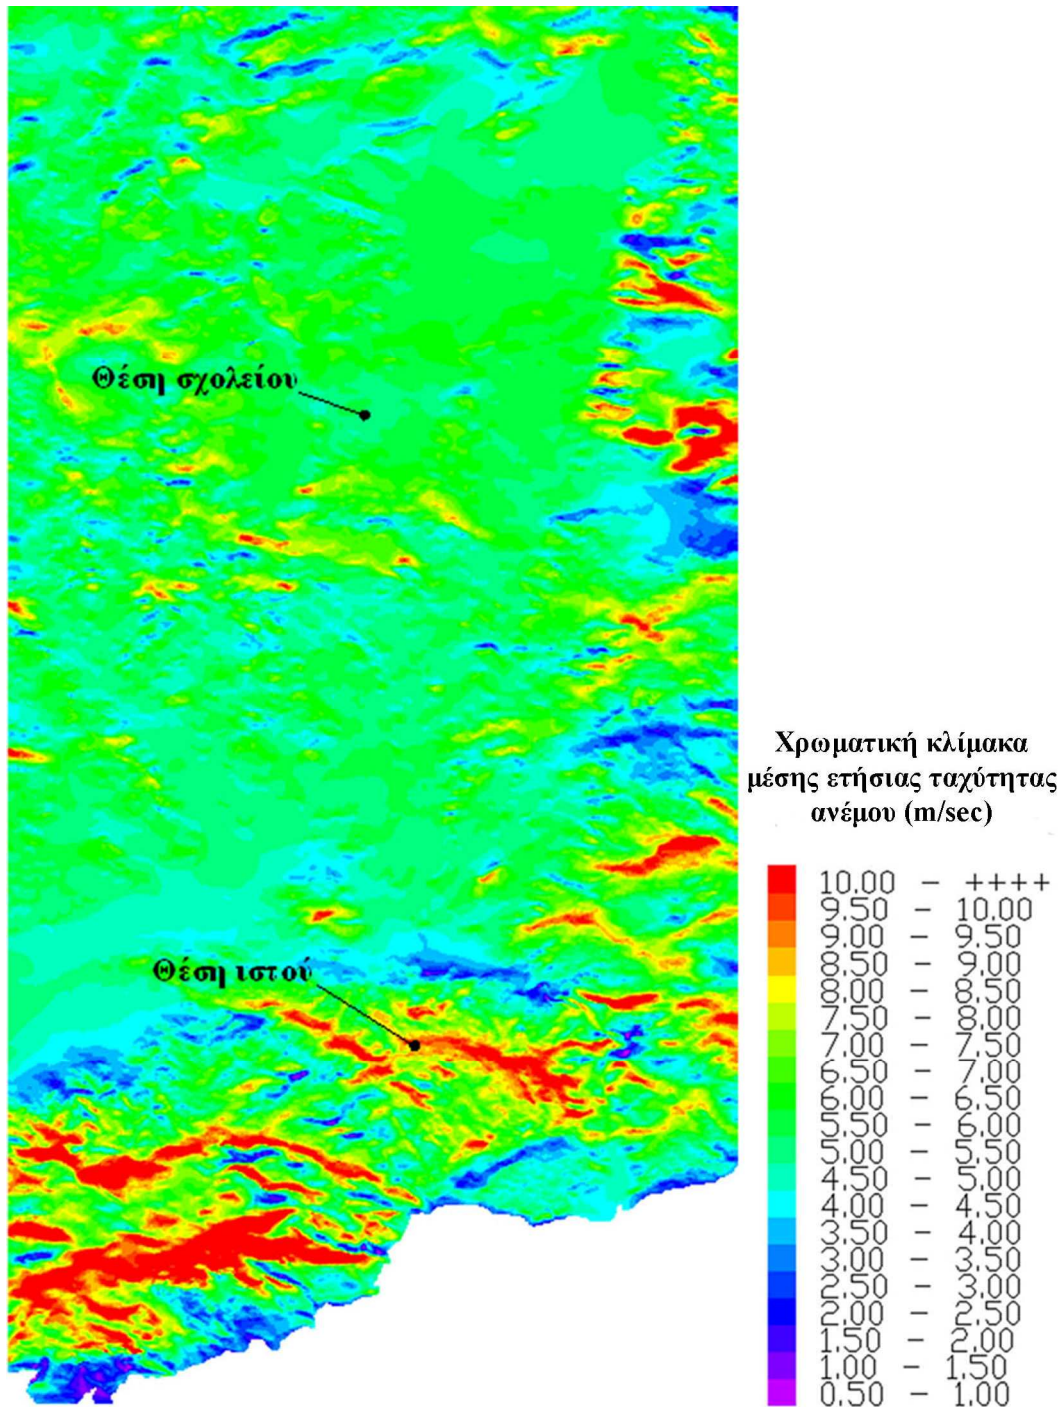 Θέση σχολείου
Θέση ιστού
Χρωματική κλίμακα
μέσης ετήσιας ταχύτητας
ανέμου (m/sec)
10.00 - ++++
9.50 - 10.00
9.00 - 9.50
8.50 - 9.00
8.00 - 8.50
7.50 - 8.00
7.00 - 7.50
6.50 - 7.00
6.00 - 6.50
5.50 - 6.00
5.00 - 5.50
4.50 - 5.00
4.00 - 4.50
3.50 - 4.00
3.00 - 3.50
2.50 - 3.00
2.00 - 2.50
1.50 - 2.00
1.00 - 1.50
0.50 - 1.00